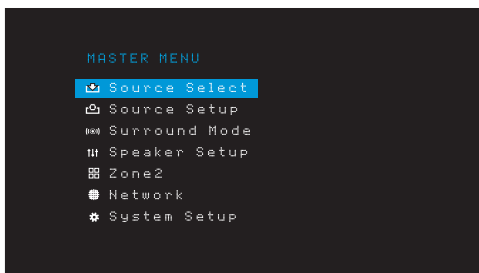 MASTER MENU
Source Select
Source Setup
Surround Mode
Speaker Setup
Zone2
Network
System Setup